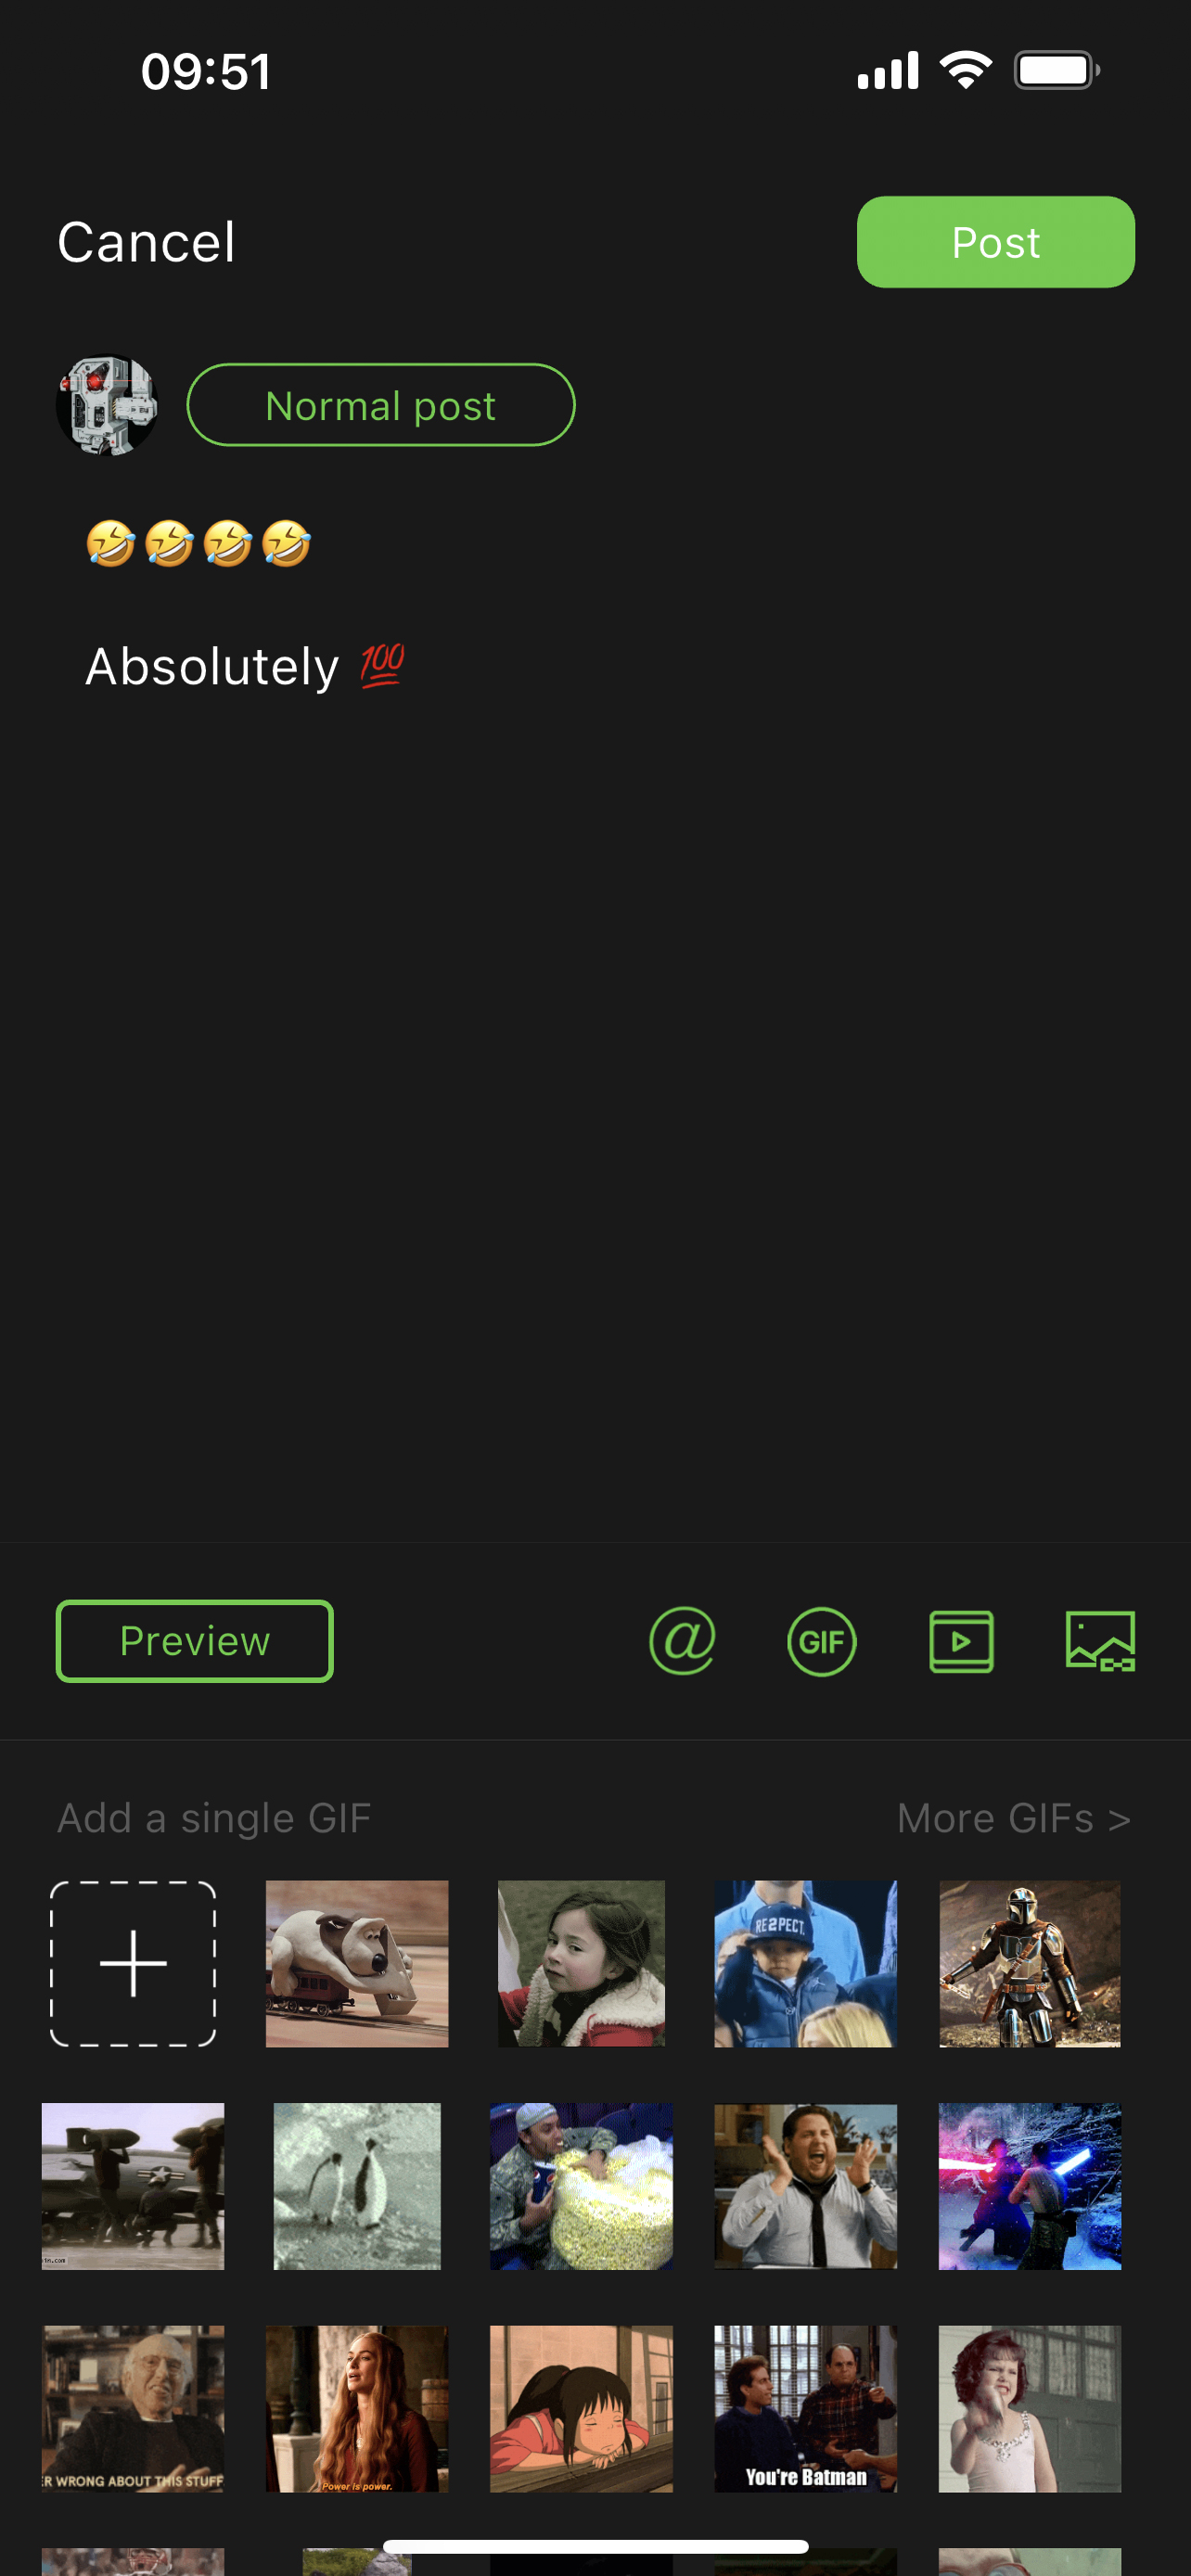 09:51
Cancel
Post
Normal post
🤣🤣🤣🤣
Absolutely 💯
Preview
@
GIF
Add a single GIF
More GIFs >
RE2PECT.
ER WRONG ABOUT THIS STUFF
Power is power.
You're Batman